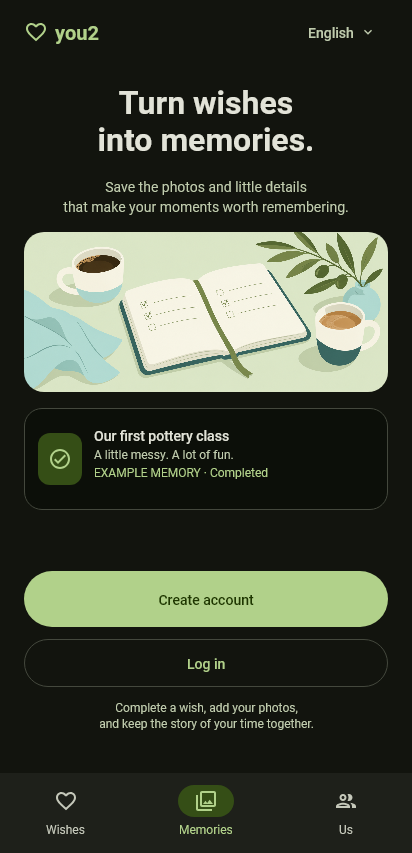 you2
English
Turn wishes
into memories.
Save the photos and little details
that make your moments worth remembering.
Our first pottery class
A little messy. A lot of fun.
EXAMPLE MEMORY · Completed
Create account
Log in
Complete a wish, add your photos,
and keep the story of your time together.
Wishes
Memories
Us